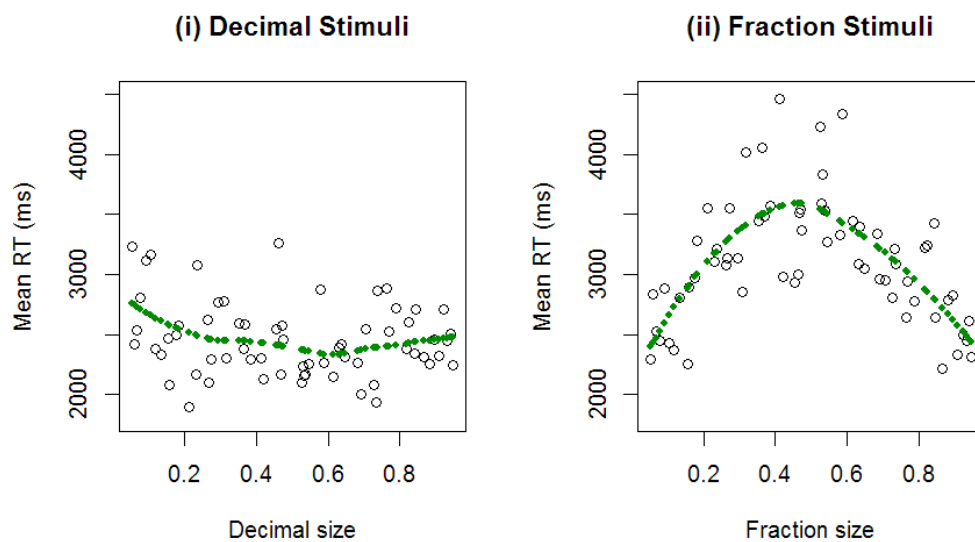 (i) Decimal Stimuli
Mean RT (ms)
4000
3000
2000
0.2 0.4 0.6 0.8
Decimal size
(ii) Fraction Stimuli
Mean RT (ms)
4000
3000
2000
0.2 0.4 0.6 0.8
Fraction size